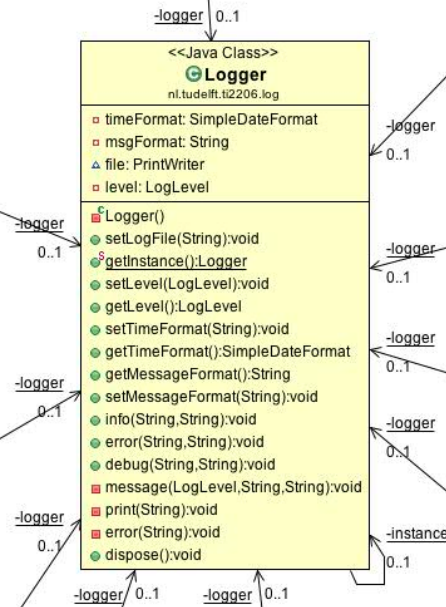 -logger 0..1
<<Java Class>>
Logger
nl.tudelft.ti2206.log
timeFormat: SimpleDateFormat
msgFormat: String
file: PrintWriter
level: LogLevel
-logger
0..1
Logger()
setLogFile(String):void
getInstance():Logger
setLevel(LogLevel):void
getLevel():LogLevel
setTimeFormat(String):void
getTimeFormat():SimpleDateFormat
getMessageFormat():String
setMessageFormat(String):void
info(String,String):void
error(String,String):void
debug(String,String):void
message(LogLevel,String,String):void
print(String):void
error(String):void
dispose():void
-logger
0..1
-logger
0..1
-logger
0..1
-logger
0..1
-logger
0..1
-logger
0..1
-instance
0..1
-logger 0..1
-logger 0..1